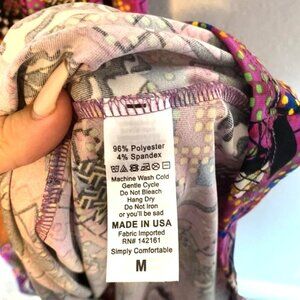 96% Polyester
4% Spandex
Machine Wash Cold
Gentle Cycle
Do Not Bleach
Hang Dry
Do Not Iron
or you'll be sad
MADE IN USA
Fabric Imported
RN# 142161
Simply Comfortable
M